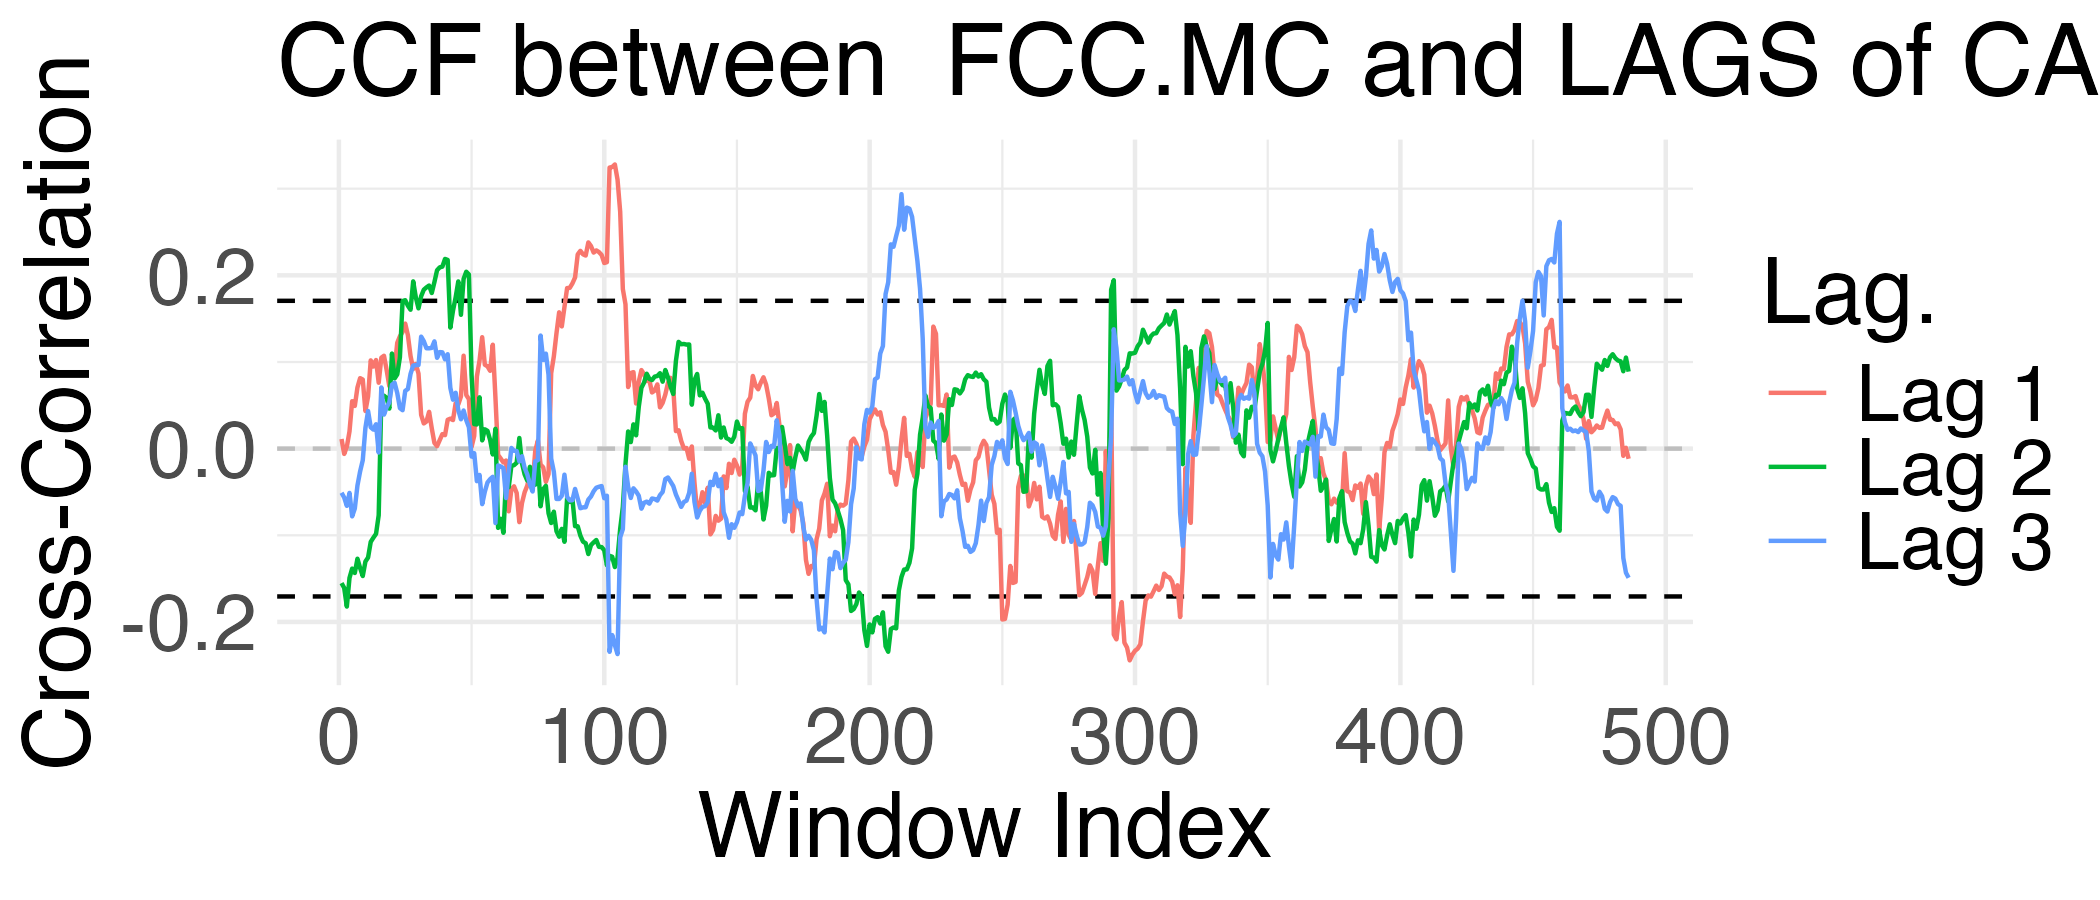 CCF between  FCC.MC and LAGS of CA
Cross-Correlation
0.2
0.0
-0.2
0 100 200 300 400 500
Window Index
Lag.
Lag 1
Lag 2
Lag 3